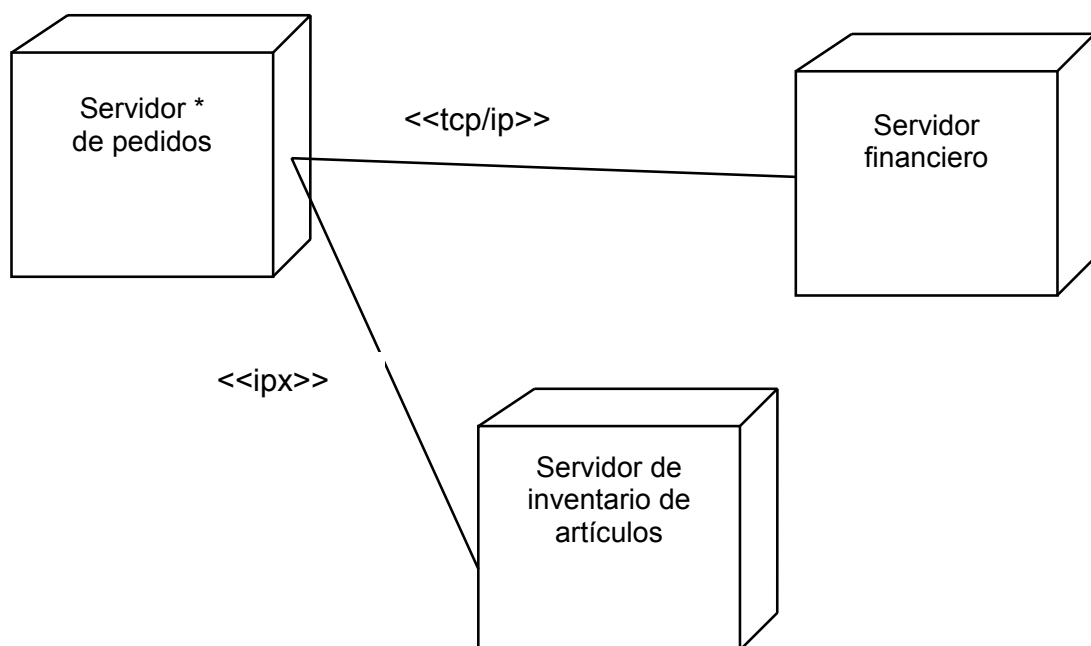 Servidor *
de pedidos
<<tcp/ip>>
Servidor
financiero
<<ipx>>
Servidor de
inventario de
artículos